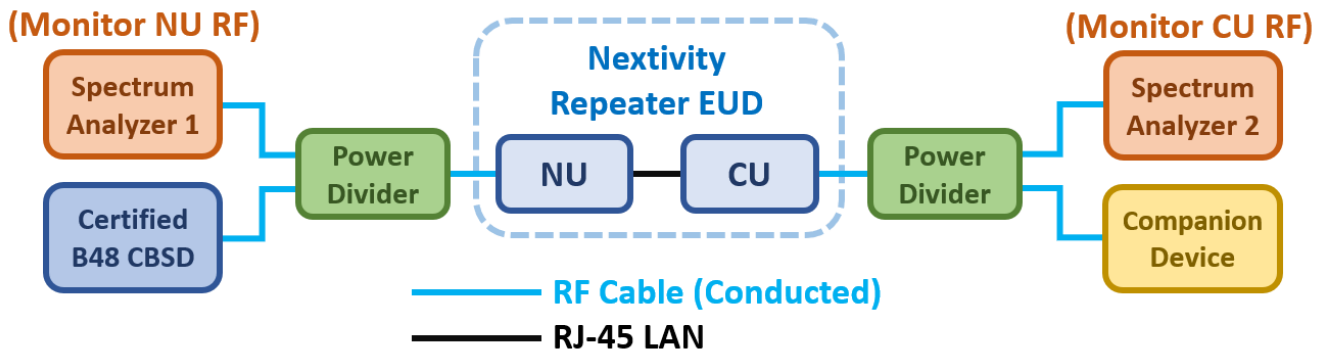 (Monitor NU RF)
Spectrum
Analyzer 1
Certified
B48 CBSD
Power
Divider
Nextivity
Repeater EUD
NU
CU
Power
Divider
(Monitor CU RF)
Spectrum
Analyzer 2
Companion
Device
RF Cable (Conducted)
RJ-45 LAN